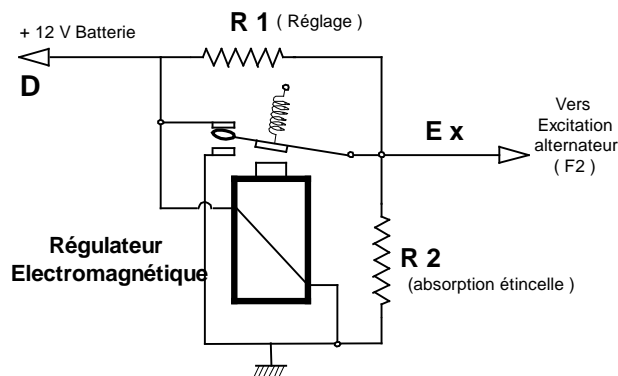 + 12 V Batterie
D
R 1 ( Réglage )
E x
Vers
Excitation
alternateur
( F2 )
Régulateur
Electromagnétique
R 2
(absorption étincelle )